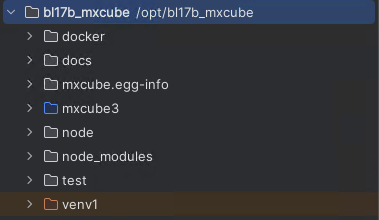 bl17b_mxcube /opt/bl17b_mxcube
docker
docs
mxcube.egg-info
mxcube3
node
node_modules
test
venv1